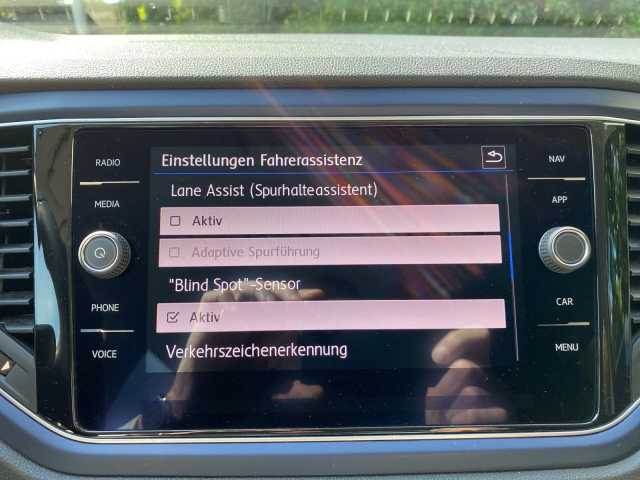 RADIO
MEDIA
PHONE
VOICE
Einstellungen Fahrerassistenz
Lane Assist (Spurhalteassistent)
Aktiv
Adaptive Spurführung
"Blind Spot"-Sensor
Aktiv
Verkehrszeichenerkennung
NAV
APP
CAR
MENU